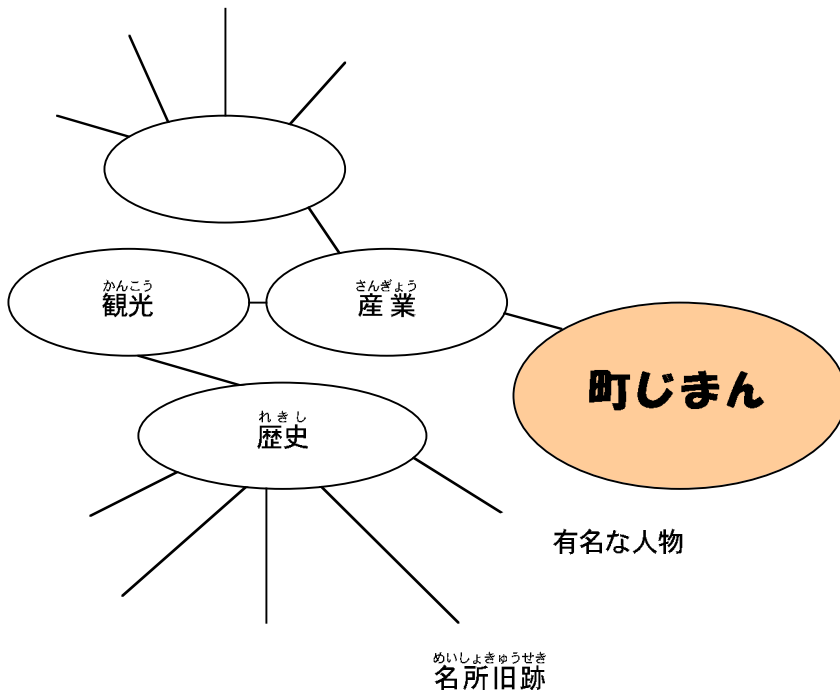 かんこう
観光
さんぎょう
産業
町じまん
れきし
歴史
有名な人物
めいしょきゅうせき
名所旧跡